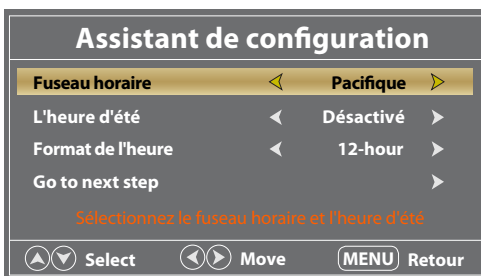 Assistant de configuration
Fuseau horaire Pacifique
L'heure d'été Désactivé
Format de l'heure 12-hour
Go to next step
Sélectionnez le fuseau horaire et l'heure d'été
Select Move MENU Retour